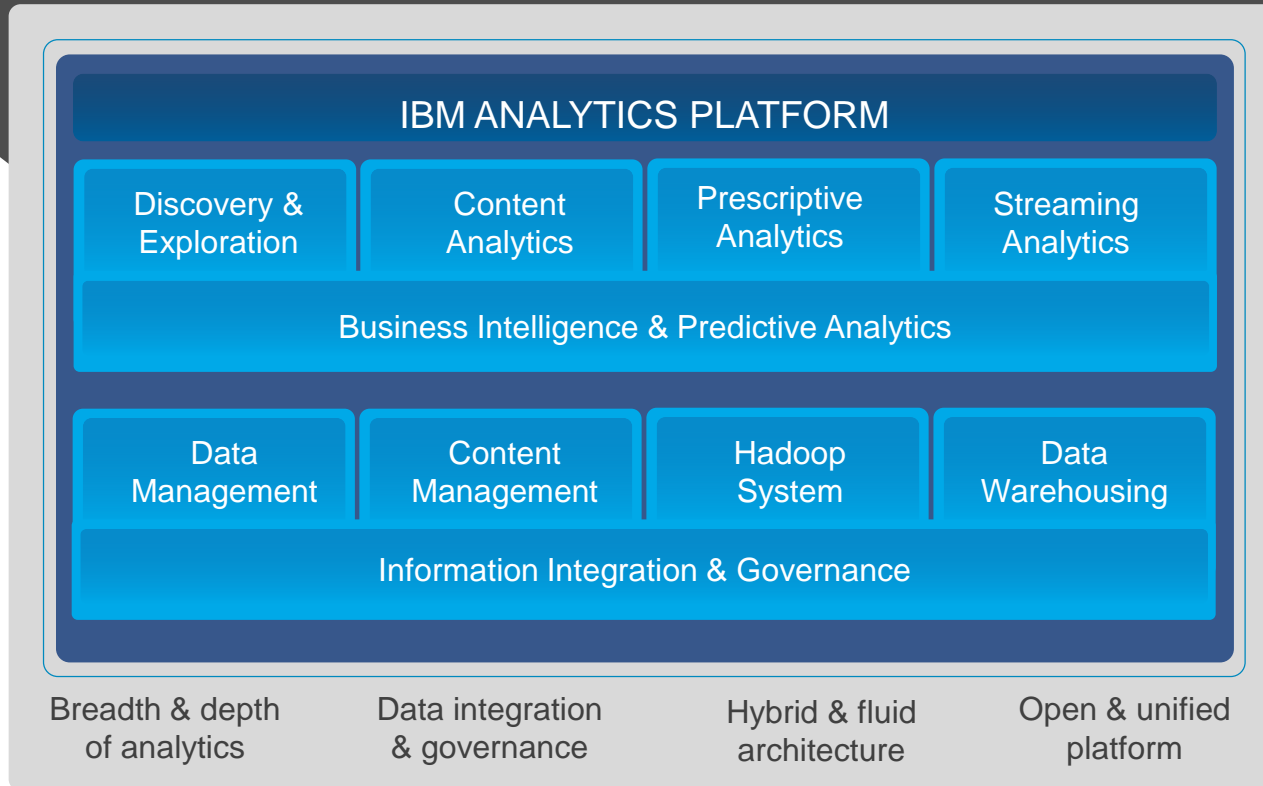 IBM ANALYTICS PLATFORM
Discovery &
Exploration
Content
Analytics
Prescriptive
Analytics
Streaming
Analytics
Business Intelligence & Predictive Analytics
Data
Management
Content
Management
Hadoop
System
Data
Warehousing
Information Integration & Governance
Breadth & depth
of analytics
Data integration
& governance
Hybrid & fluid
architecture
Open & unified
platform